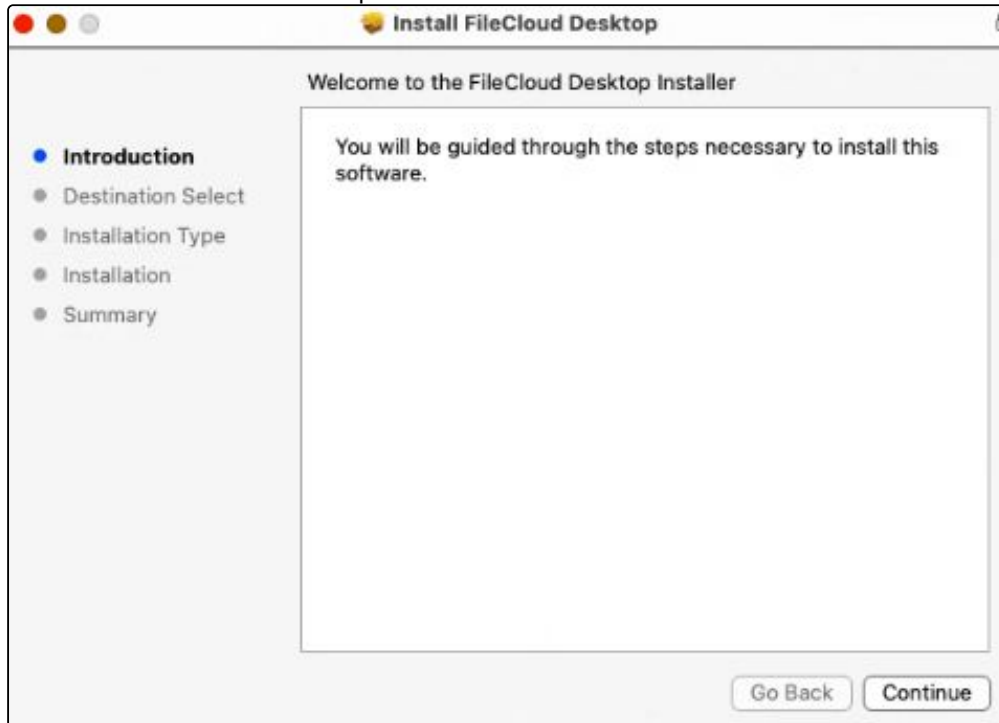 Install FileCloud Desktop
Welcome to the FileCloud Desktop Installer
Introduction
Destination Select
Installation Type
Installation
Summary
You will be guided through the steps necessary to install this
software.
Go Back
Continue